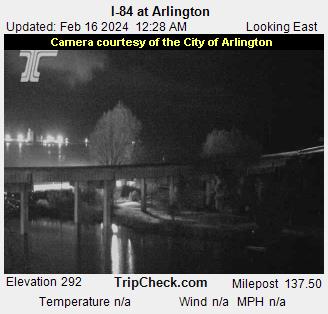 I-84 at Arlington
Updated: Feb 16 2024 12:28 AM Looking East
Camera courtesy of the City of Arlington
Elevation 292 TripCheck.com Milepost 137.50
Temperature n/a Wind n/a MPH n/a